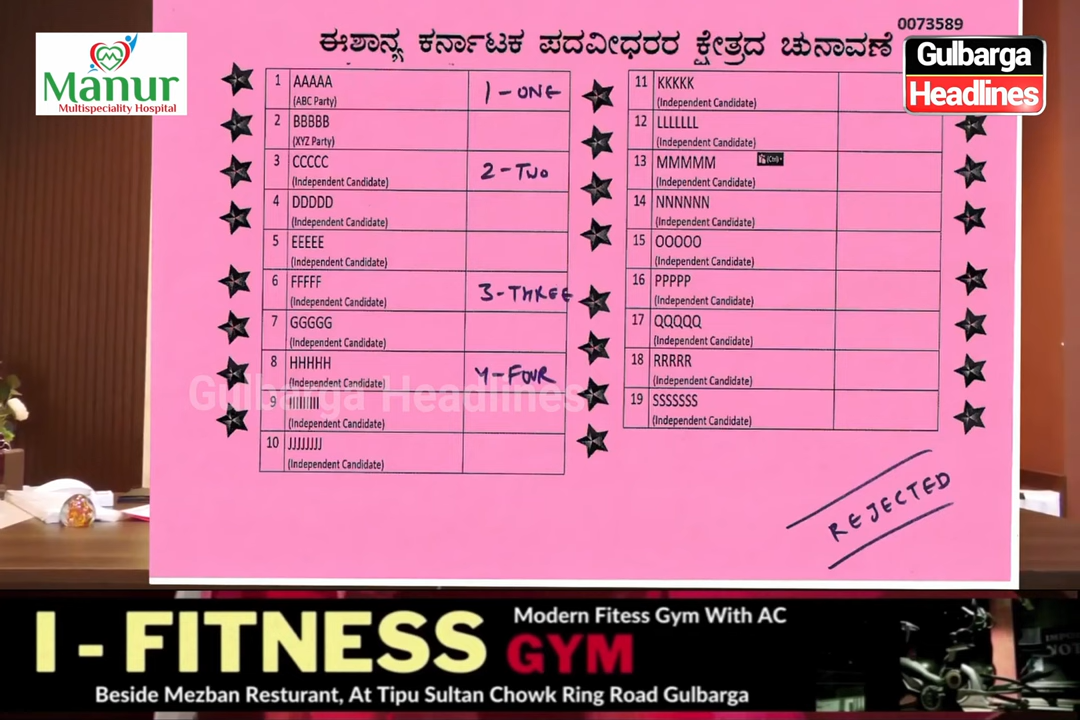 Manur
Multispeciality Hospital
0073589
Gulbarga
Headlines
ಈಶಾನ್ಯ ಕರ್ನಾಟಕ ಪದವೀಧರರ ಕ್ಷೇತ್ರದ ಚುನಾವಣೆ
1 AAAAA 1-ONE
(ABC Party)
2 BBBBB
(XYZ Party)
3 CCCCC 2-TWO
(Independent Candidate)
4 DDDDD
(Independent Candidate)
5 EEEEE
(Independent Candidate)
6 FFFFF 3-THREE
(Independent Candidate)
7 GGGGG
(Independent Candidate)
8 HHHHH 4-FOUR
(Independent Candidate)
9 IIIIIIIII
(Independent Candidate)
10 JJJJJJJJ
(Independent Candidate)
11 KKKKK
(Independent Candidate)
12 LLLLLLL
(Independent Candidate)
13 MMMMM (Ctrl)
(Independent Candidate)
14 NNNNNN
(Independent Candidate)
15 OOOOO
(Independent Candidate)
16 PPPPP
(Independent Candidate)
17 QQQQQ
(Independent Candidate)
18 RRRRR
(Independent Candidate)
19 SSSSSSS
(Independent Candidate)
Gulbarga Headlines
REJECTED
I - FITNESS GYM
Modern Fitess Gym With AC
Beside Mezban Resturant, At Tipu Sultan Chowk Ring Road Gulbarga